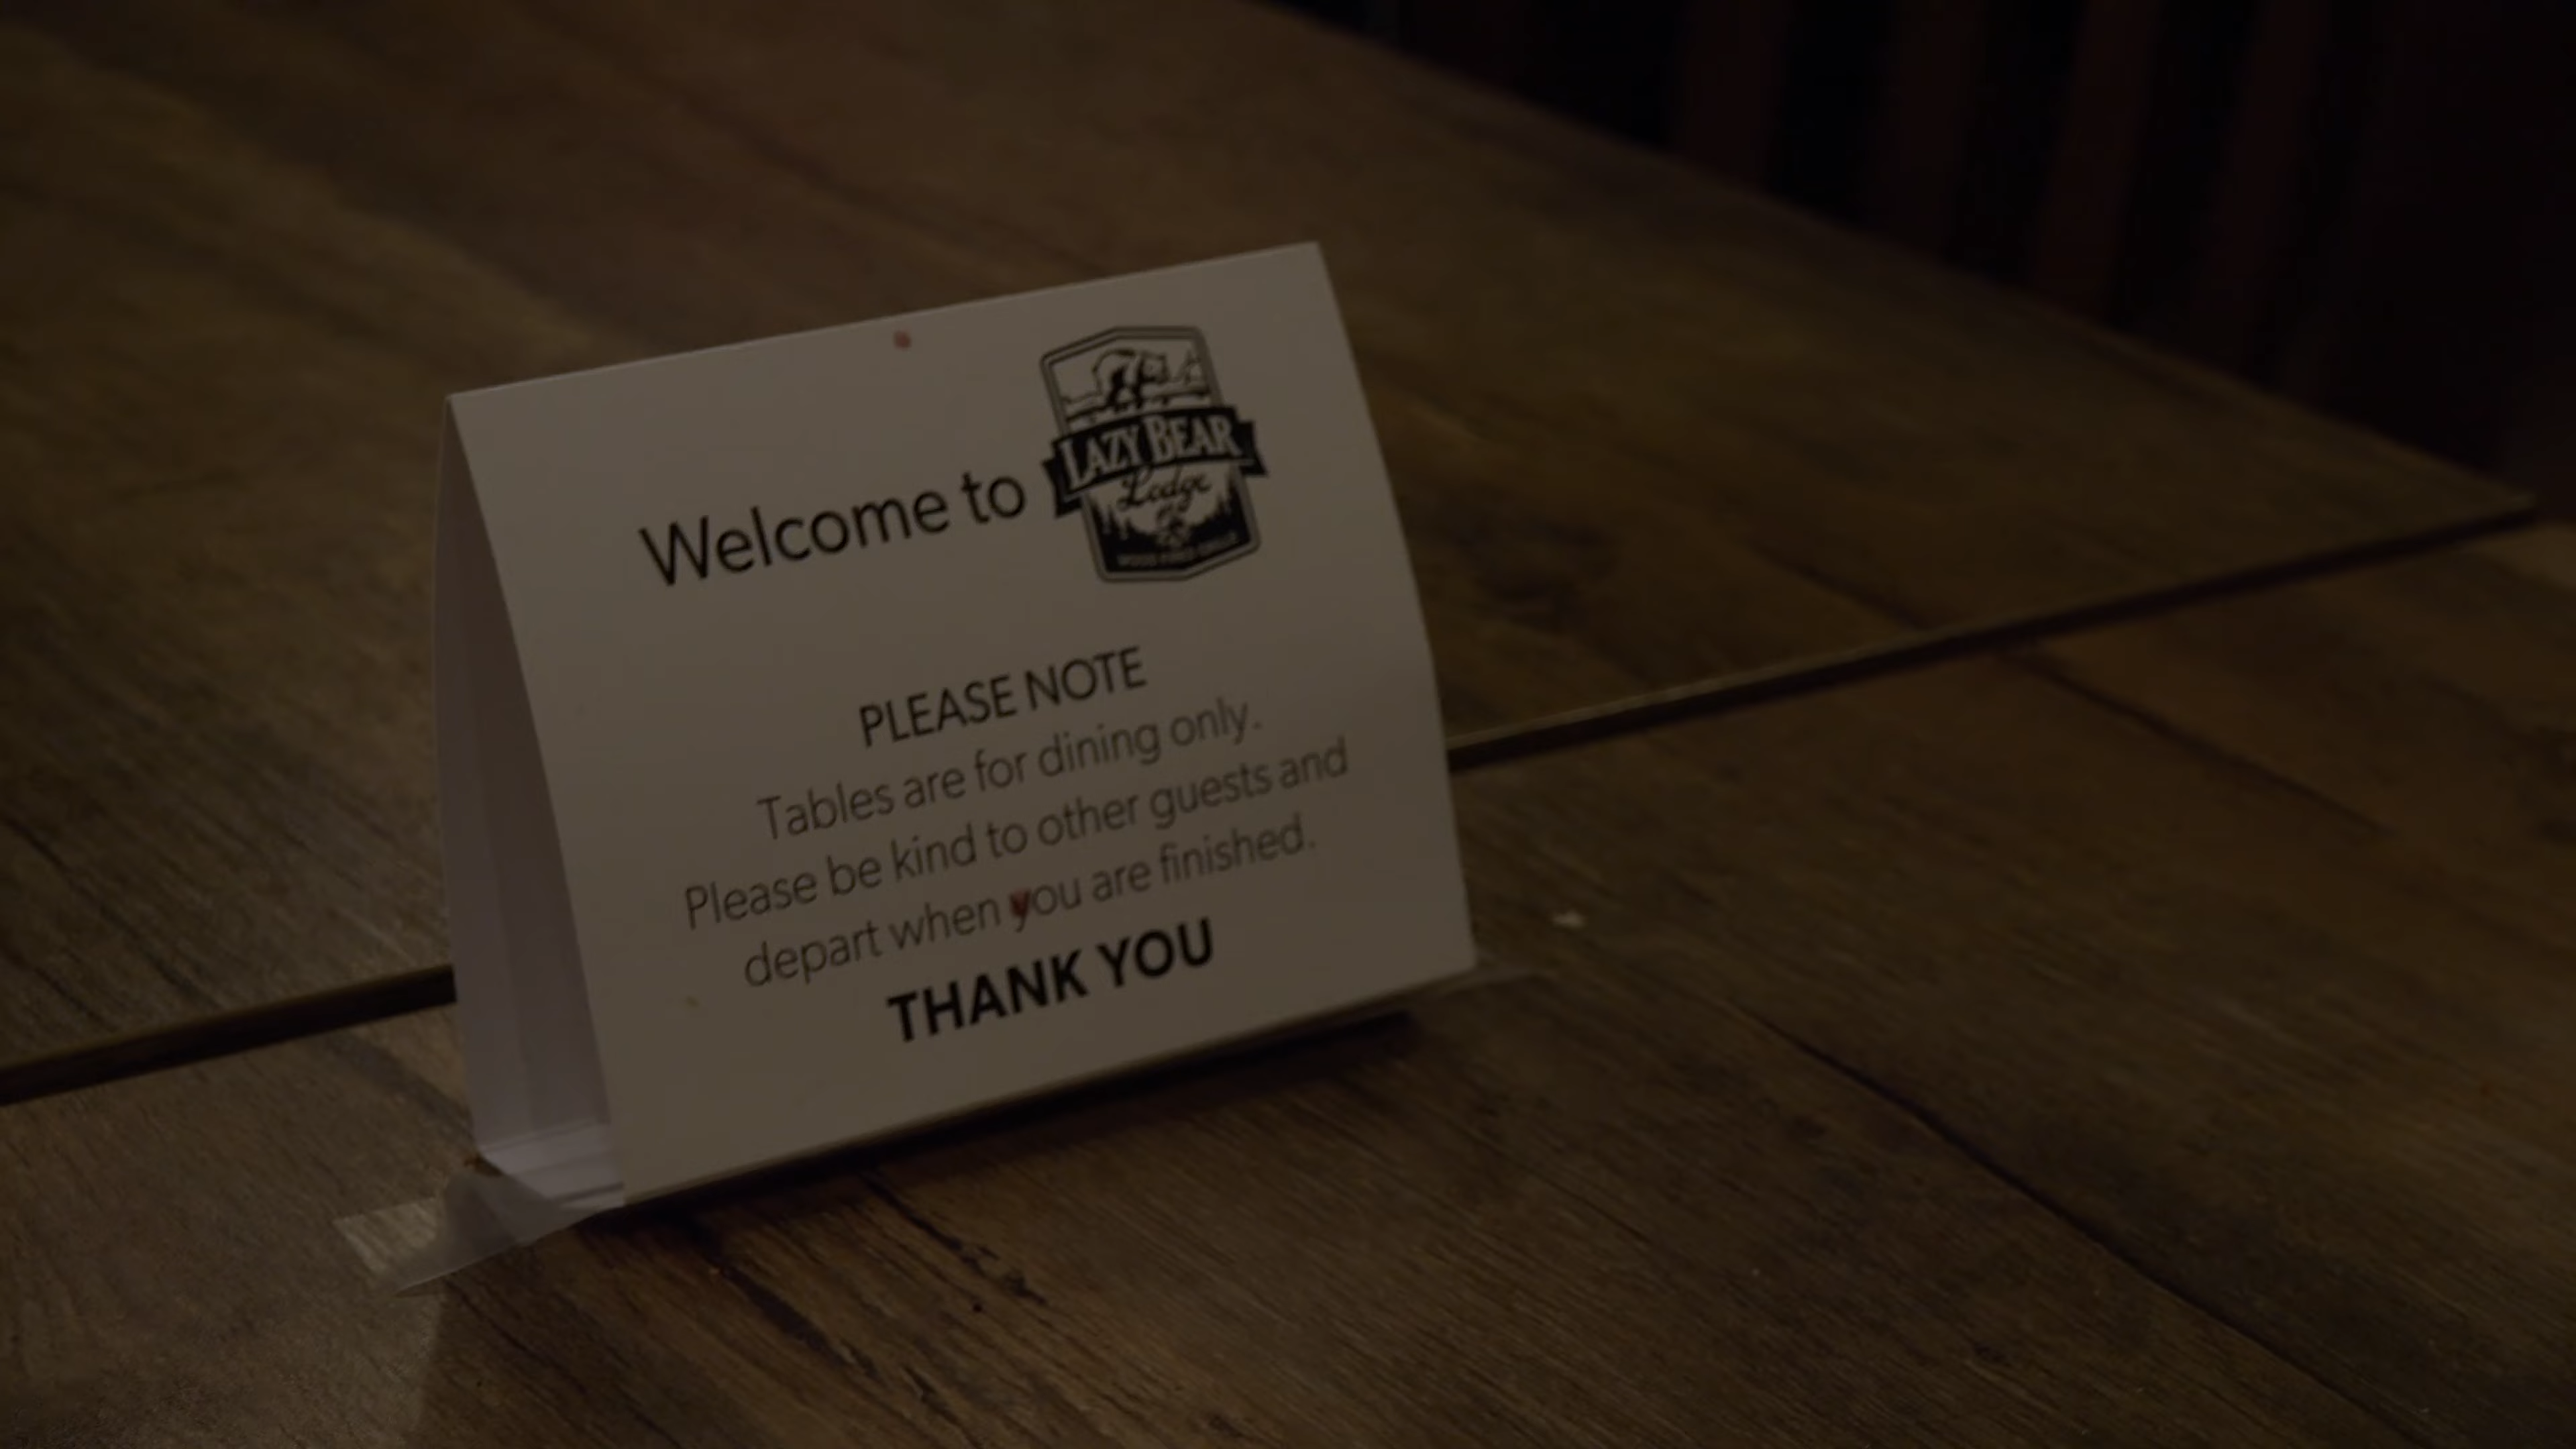 Welcome to
LAZY BEAR
Lodge
PLEASE NOTE
Tables are for dining only.
Please be kind to other guests and
depart when you are finished.
THANK YOU